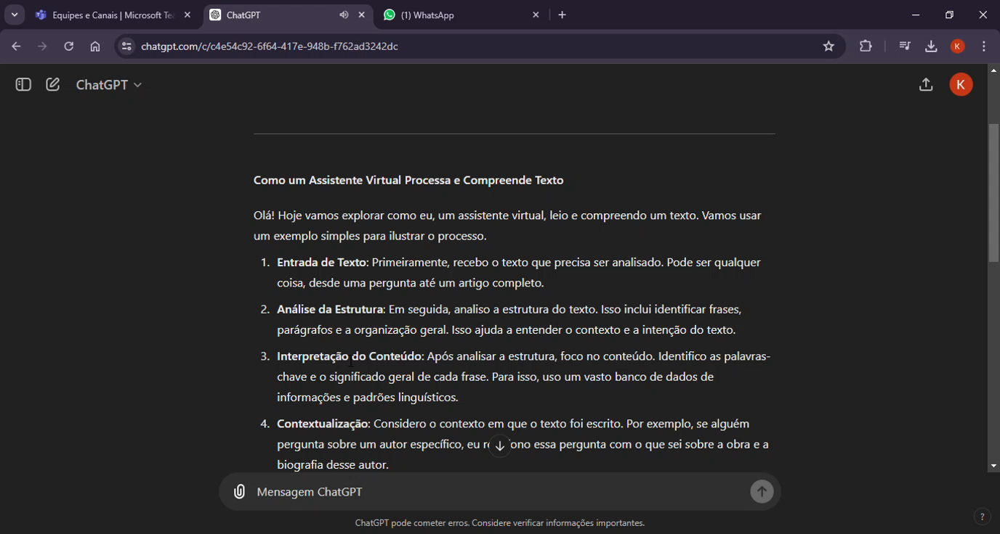 Equipes e Canais | Microsoft Te
ChatGPT
(1) WhatsApp
chatgpt.com/c/c4e54c92-6f64-417e-948b-f762ad3242dc
K
ChatGPT
K
Como um Assistente Virtual Processa e Compreende Texto
Olá! Hoje vamos explorar como eu, um assistente virtual, leio e compreendo um texto. Vamos usar
um exemplo simples para ilustrar o processo.
1. Entrada de Texto: Primeiramente, recebo o texto que precisa ser analisado. Pode ser qualquer
coisa, desde uma pergunta até um artigo completo.
2. Análise da Estrutura: Em seguida, analiso a estrutura do texto. Isso inclui identificar frases,
parágrafos e a organização geral. Isso ajuda a entender o contexto e a intenção do texto.
3. Interpretação do Conteúdo: Após analisar a estrutura, foco no conteúdo. Identifico as palavras-
chave e o significado geral de cada frase. Para isso, uso um vasto banco de dados de
informações e padrões linguísticos.
4. Contextualização: Considero o contexto em que o texto foi escrito. Por exemplo, se alguém
pergunta sobre um autor específico, eu essa pergunta com o que sei sobre a obra e a
biografia desse autor.
Mensagem ChatGPT
ChatGPT pode cometer erros. Considere verificar informações importantes.
?